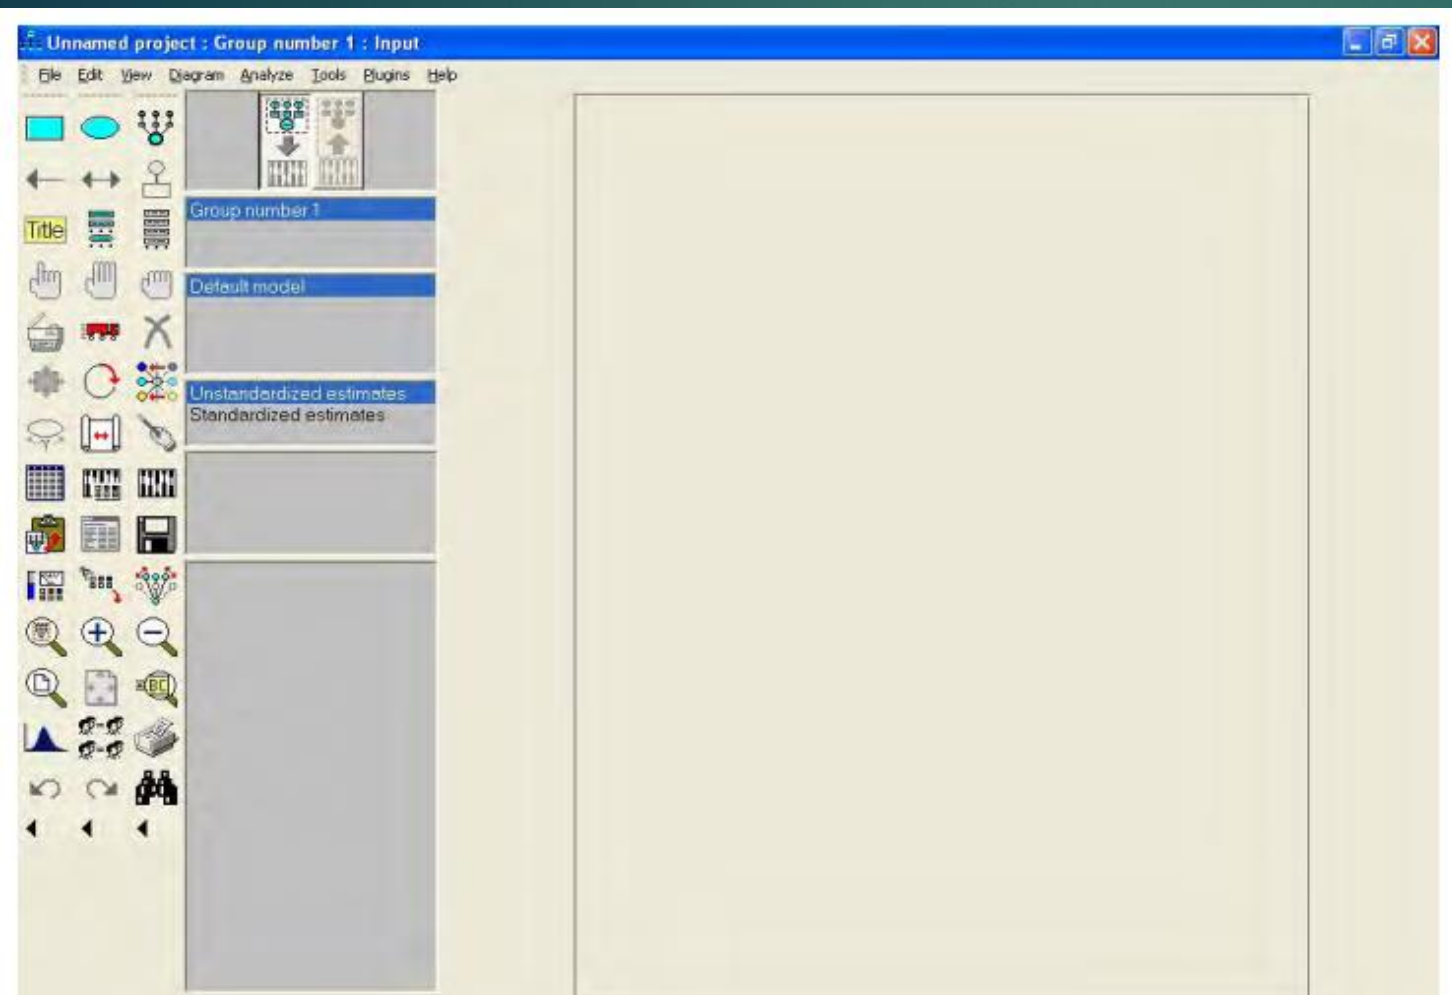 Unnamed project : Group number 1 : Input
File Edit View Diagram Analyze Tools Plugins Help
Title
Group number 1
Default model
Unstandardized estimates
Standardized estimates
ABC